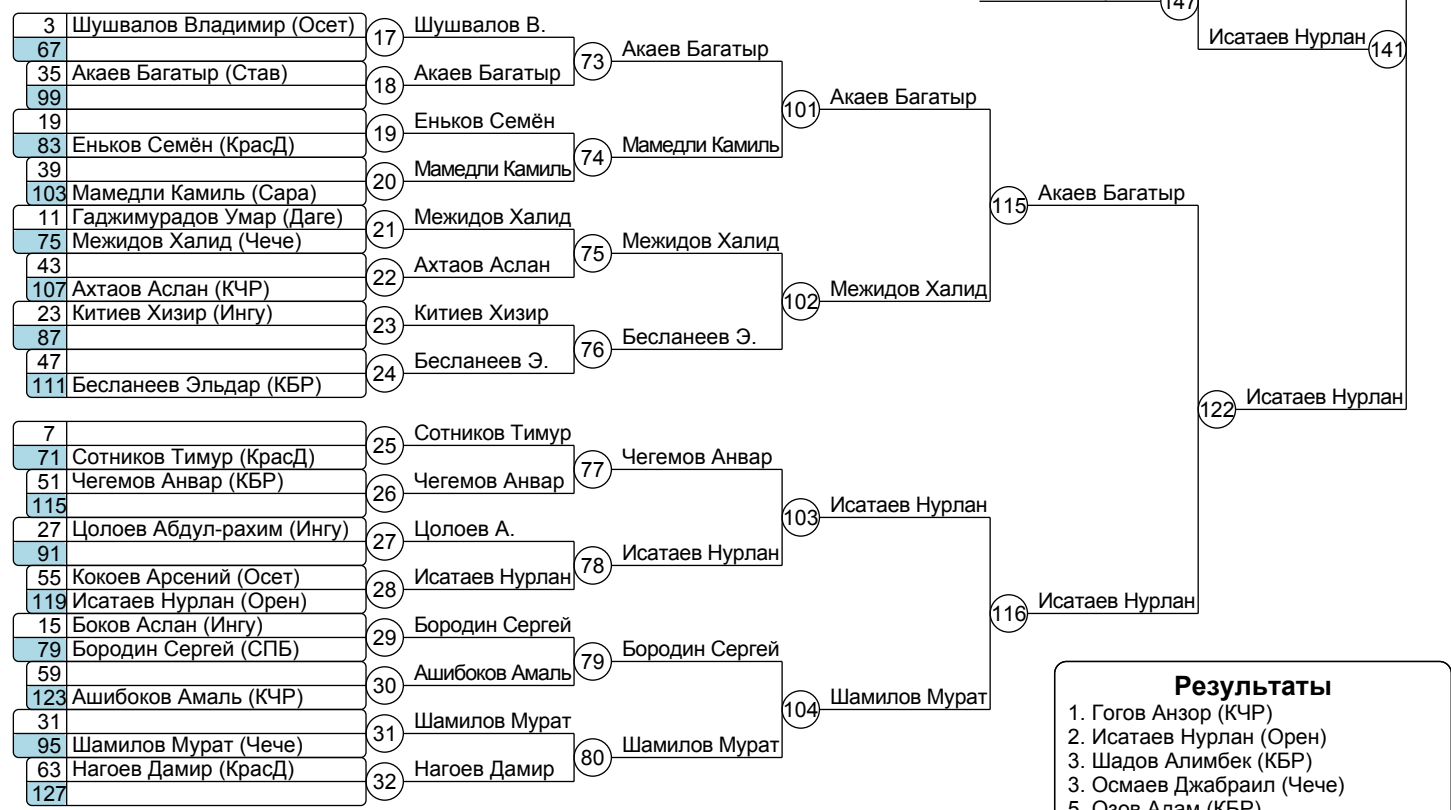 147
Исатаев Нурлан 141
3 Шушвалов Владимир (Осет) 17 Шушвалов В.
67 73 Акаев Багатыр
35 Акаев Багатыр (Став) 18 Акаев Багатыр
99 101 Акаев Багатыр
19 19 Еньков Семён
83 Еньков Семён (КрасД) 74 Мамедли Камиль
39 20 Мамедли Камиль
103 Мамедли Камиль (Сара) 115 Акаев Багатыр
11 Гаджимурадов Умар (Даге) 21 Межидов Халид
75 Межидов Халид (Чече) 75 Межидов Халид
43 22 Ахтаов Аслан
107 Ахтаов Аслан (КЧР) 102 Межидов Халид
23 Китиев Хизир (Ингу) 23 Китиев Хизир
87 76 Бесланеев Э.
47 24 Бесланеев Э.
111 Бесланеев Эльдар (КБР)
122 Исатаев Нурлан
7 25 Сотников Тимур
71 Сотников Тимур (КрасД) 77 Чегемов Анвар
51 Чегемов Анвар (КБР) 26 Чегемов Анвар
115 103 Исатаев Нурлан
27 Цолоев Абдул-рахим (Ингу) 27 Цолоев А.
91 78 Исатаев Нурлан
55 Кокоев Арсений (Осет) 28 Исатаев Нурлан
119 Исатаев Нурлан (Орен) 116 Исатаев Нурлан
15 Боков Аслан (Ингу) 29 Бородин Сергей
79 Бородин Сергей (СПБ) 79 Бородин Сергей
59 30 Ашибоков Амаль
123 Ашибоков Амаль (КЧР) 104 Шамилов Мурат
31 31 Шамилов Мурат
95 Шамилов Мурат (Чече) 80 Шамилов Мурат
63 Нагоев Дамир (КрасД) 32 Нагоев Дамир
127
Результаты
1. Гогов Анзор (КЧР)
2. Исатаев Нурлан (Орен)
3. Шадов Алимбек (КБР)
3. Осмаев Джабраил (Чече)
5. Озов Адам (КБР)